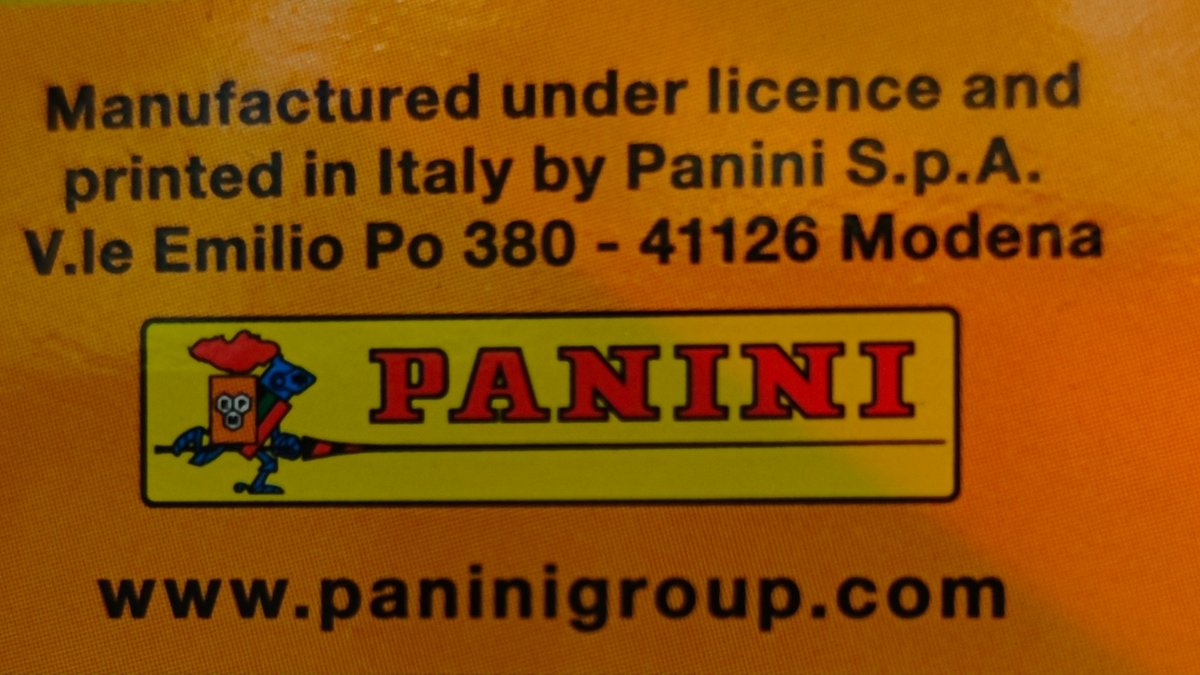 Manufactured under licence and
printed in Italy by Panini S.p.A.
V.le Emilio Po 380 - 41126 Modena
PANINI
E P
M
www.paninigroup.com